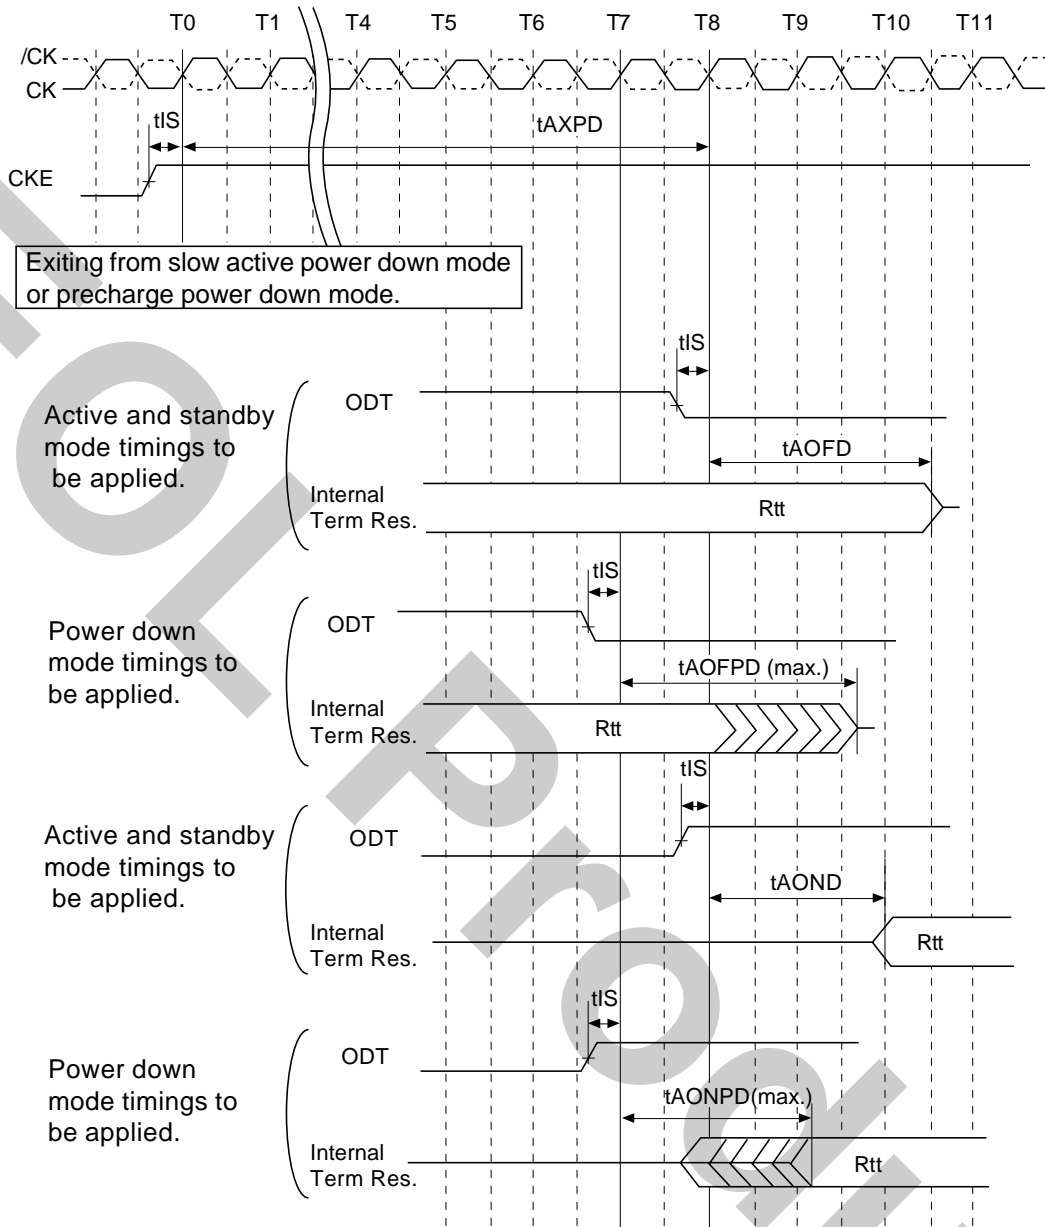 T0 T1 T4 T5 T6 T7 T8 T9 T10 T11
/CK
CK
tIS tAXPD
CKE
Exiting from slow active power down mode
or precharge power down mode.
tIS
ODT
Active and standby
mode timings to
be applied.
tAOFD
Internal
Term Res.
Rtt
tIS
ODT
Power down
mode timings to
be applied.
tAOFPD (max.)
Internal
Term Res.
Rtt
tIS
ODT
Active and standby
mode timings to
be applied.
tAOND
Internal
Term Res.
Rtt
tIS
ODT
Power down
mode timings to
be applied.
tAONPD(max.)
Internal
Term Res.
Rtt